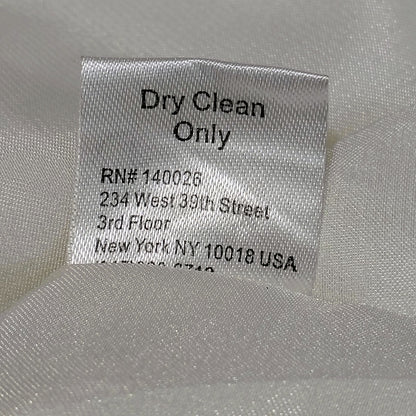 Dry Clean
Only
RN# 140026
234 West 39th Street
3rd Floor
New York NY 10018 USA